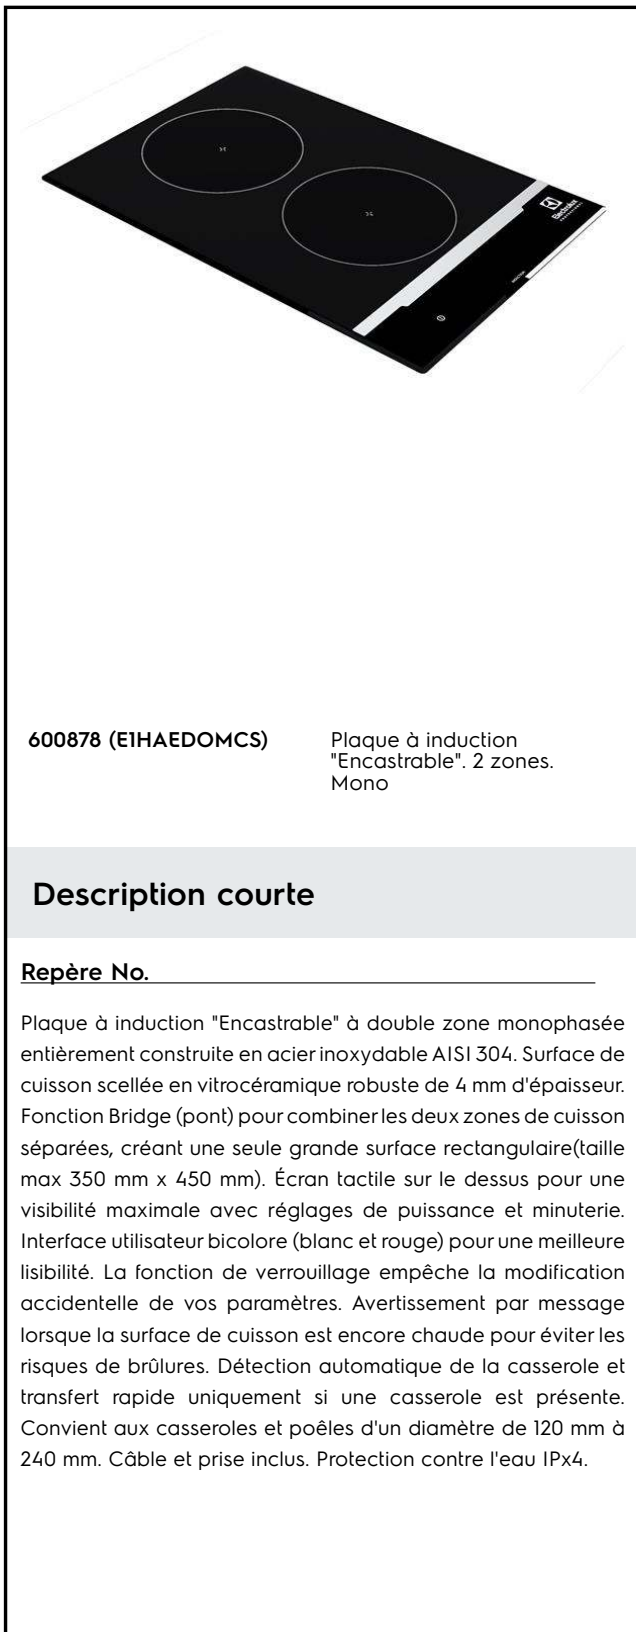 Electrolux
PROFESSIONAL
600878 (E1HAEDOMCS)
Plaque à induction
"Encastrable". 2 zones.
Mono
Description courte
Repère No.
Plaque à induction "Encastrable" à double zone monophasée
entièrement construite en acier inoxydable AISI 304. Surface de
cuisson scellée en vitrocéramique robuste de 4 mm d'épaisseur.
Fonction Bridge (pont) pour combiner les deux zones de cuisson
séparées, créant une seule grande surface rectangulaire(taille
max 350 mm x 450 mm). Écran tactile sur le dessus pour une
visibilité maximale avec réglages de puissance et minuterie.
Interface utilisateur bicolore (blanc et rouge) pour une meilleure
lisibilité. La fonction de verrouillage empêche la modification
accidentelle de vos paramètres. Avertissement par message
lorsque la surface de cuisson est encore chaude pour éviter les
risques de brûlures. Détection automatique de la casserole et
transfert rapide uniquement si une casserole est présente.
Convient aux casseroles et poêles d'un diamètre de 120 mm à
240 mm. Câble et prise inclus. Protection contre l'eau IPx4.